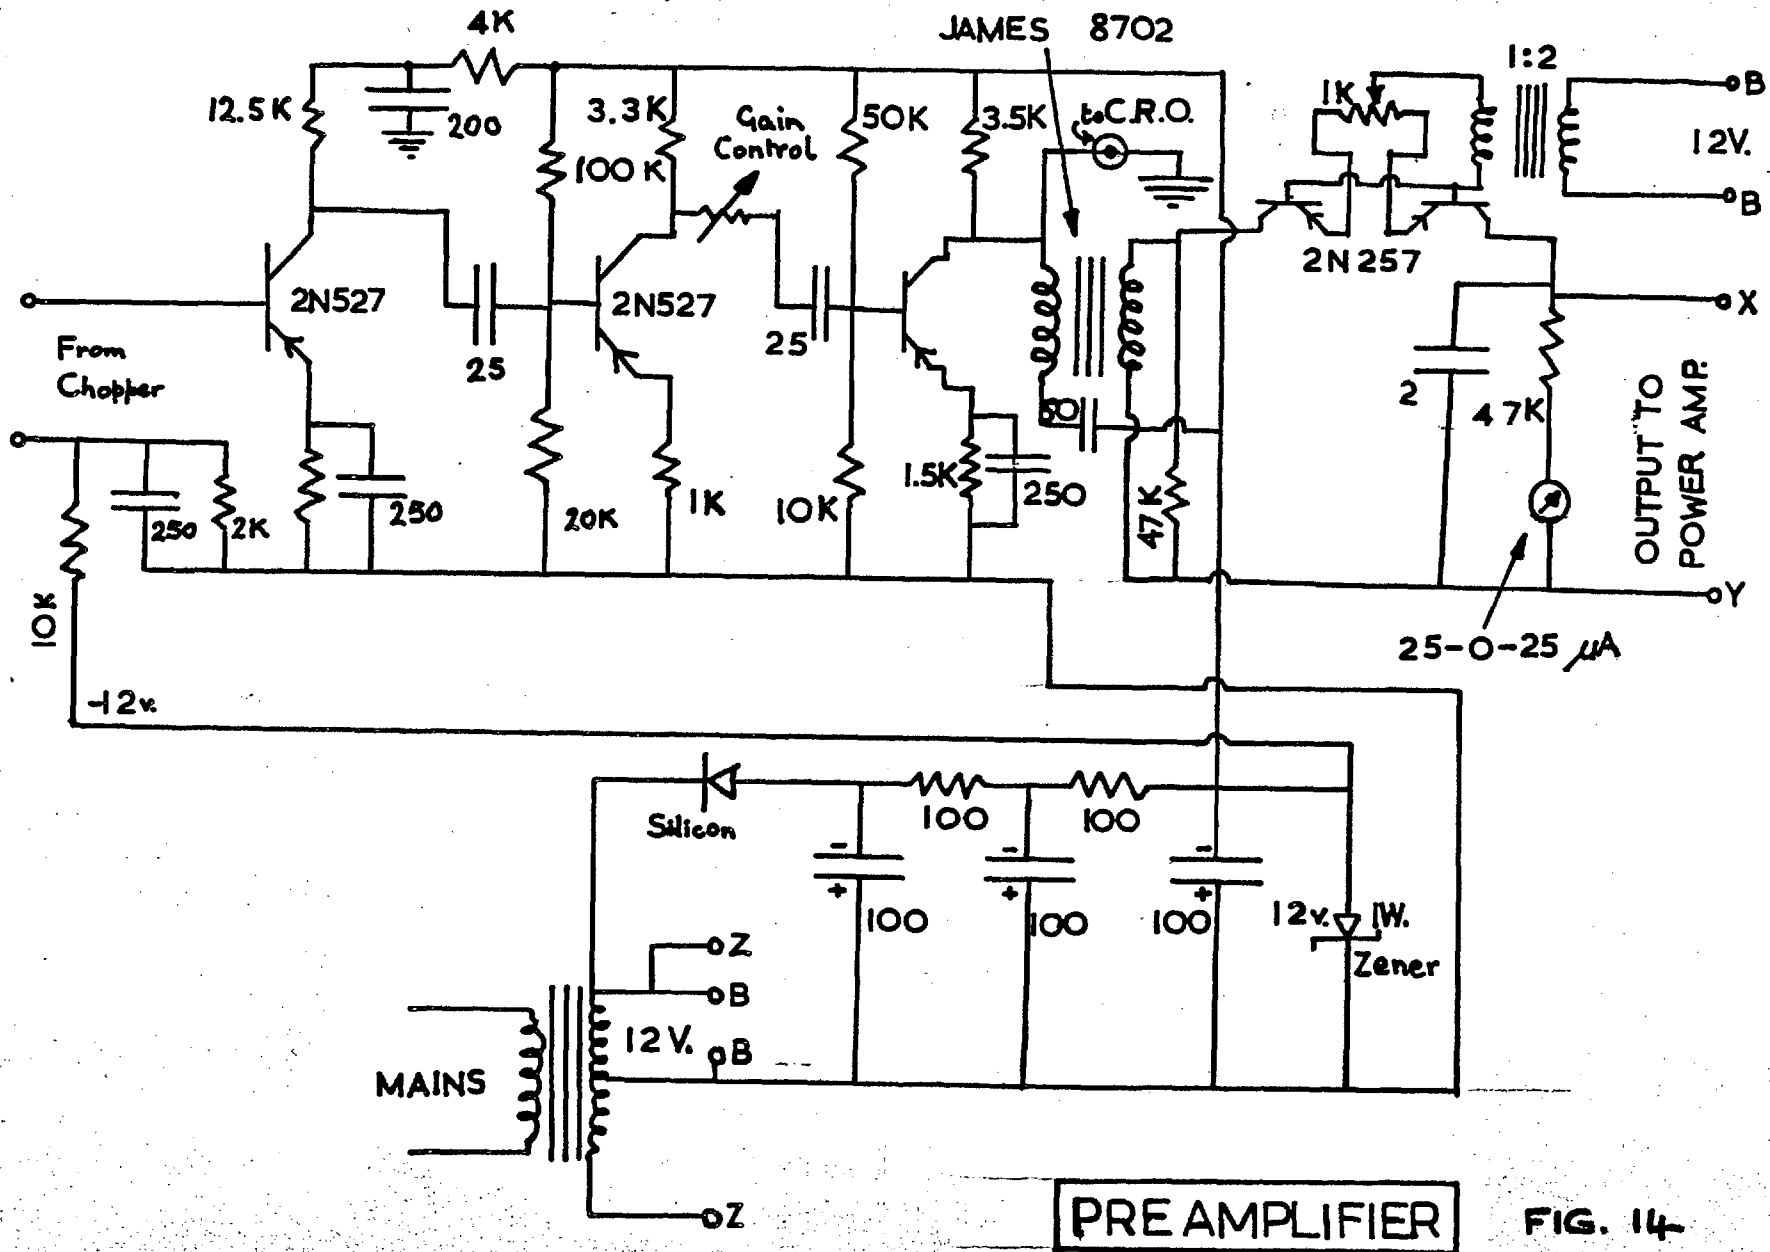 4K
JAMES 8702
1:2
12.5K
200
3.3K
Gain
Control
50K
3.5K
to C.R.O.
1K
B
12V.
B
100K
2N527
2N527
2N257
X
From
Chopper
25
25
50
2
47K
OUTPUT TO
POWER AMP.
250
2K
250
20K
1K
10K
1.5K
250
47K
Y
10K
25-0-25 µA
-12v.
Silicon
100
100
-
+
100
-
+
100
-
+
100
12v. 1W.
Zener
Z
B
12V.
B
MAINS
Z
PREAMPLIFIER
FIG. 14